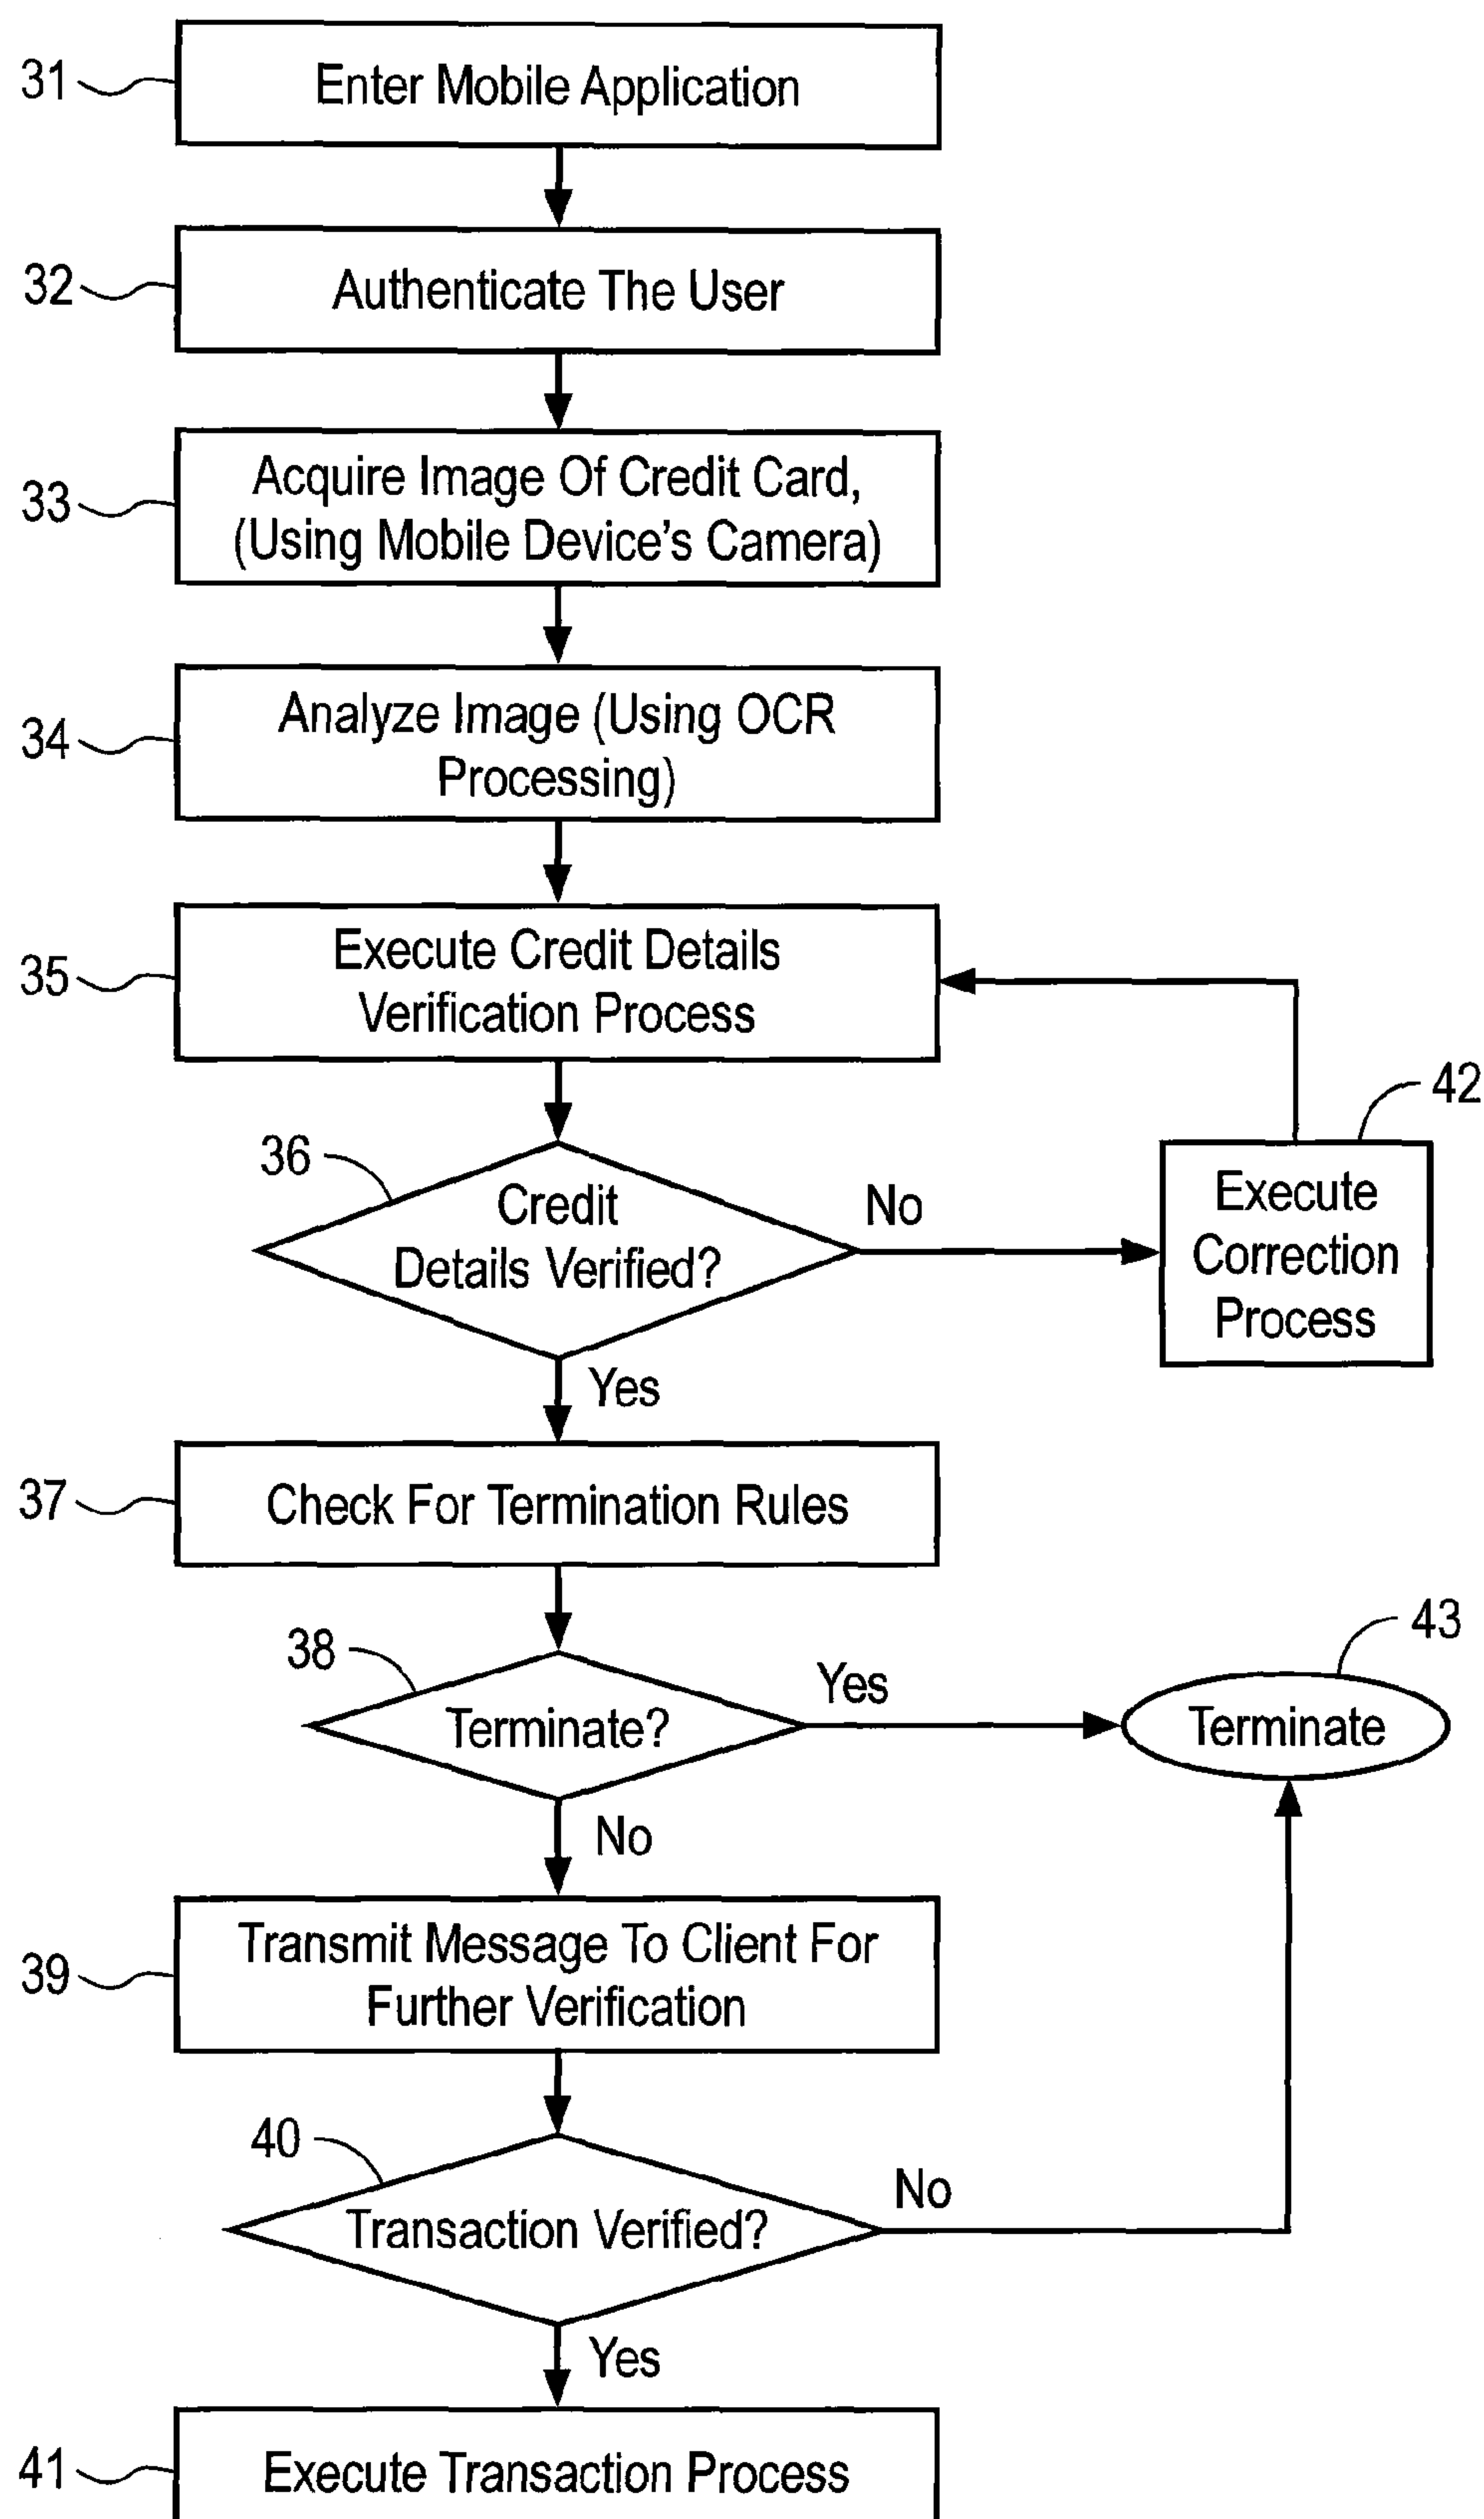 31
Enter Mobile Application
32
Authenticate The User
33
Acquire Image Of Credit Card,
(Using Mobile Device's Camera)
34
Analyze Image (Using OCR
Processing)
35
Execute Credit Details
Verification Process
36
Credit
Details Verified?
No
42
Execute
Correction
Process
Yes
37
Check For Termination Rules
38
Terminate?
Yes
43
Terminate
No
39
Transmit Message To Client For
Further Verification
40
Transaction Verified?
No
Yes
41
Execute Transaction Process